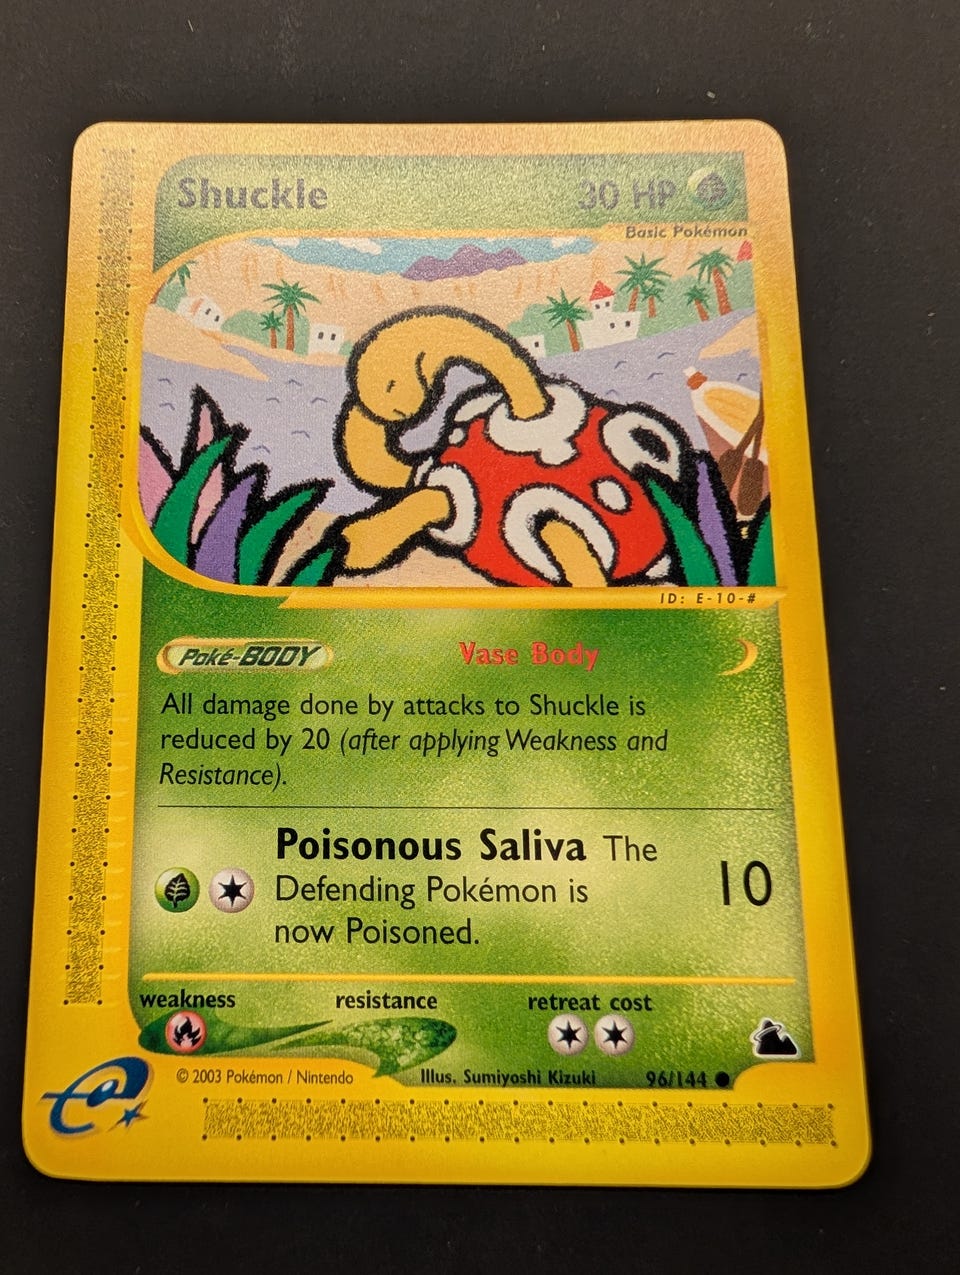 Shuckle 30 HP
Basic Pokémon
ID: E-10-#
Poké-BODY Vase Body
All damage done by attacks to Shuckle is
reduced by 20 (after applying Weakness and
Resistance).
Poisonous Saliva The
Defending Pokémon is
now Poisoned.
10
weakness resistance retreat cost
© 2003 Pokémon / Nintendo Illus. Sumiyoshi Kizuki 96/144
e